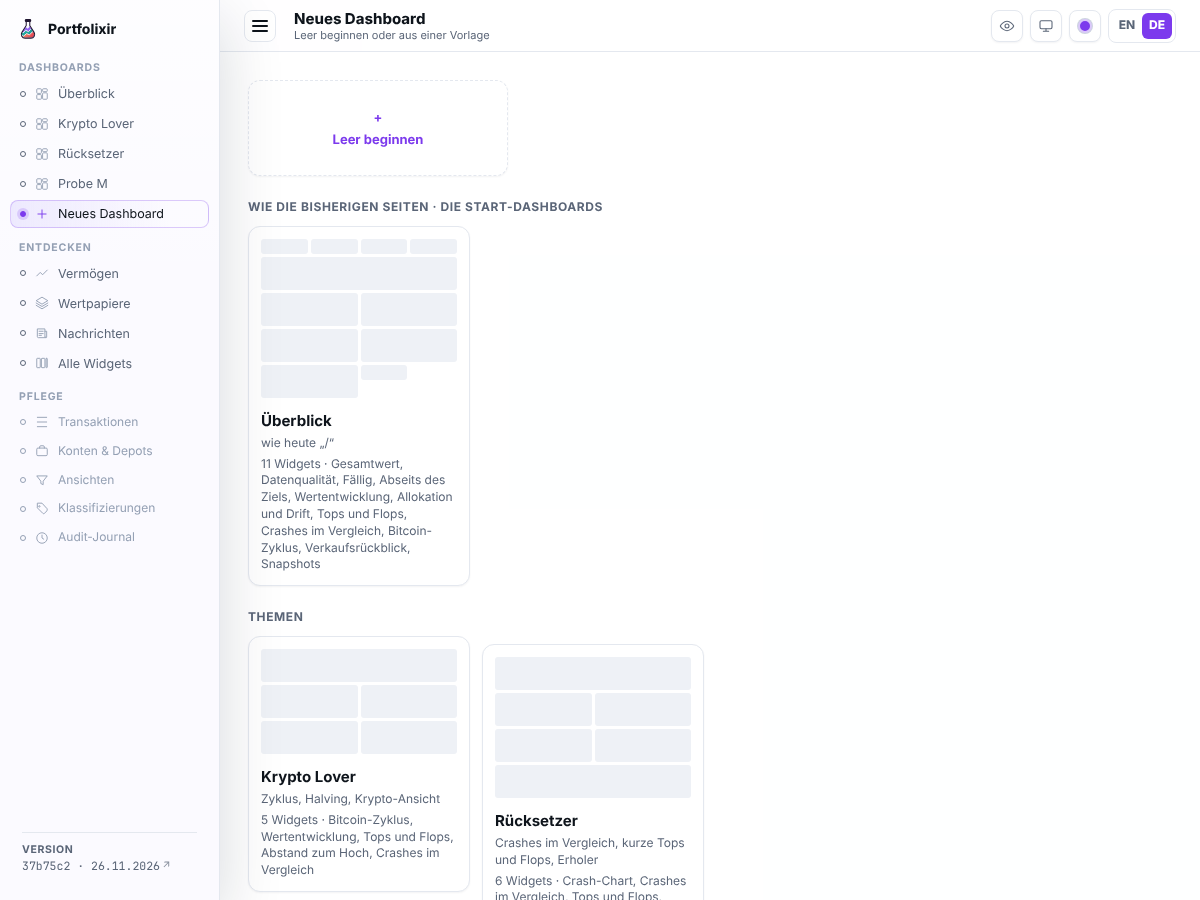 Portfolixir
DASHBOARDS
Überblick
Krypto Lover
Rücksetzer
Probe M
Neues Dashboard
ENTDECKEN
Vermögen
Wertpapiere
Nachrichten
Alle Widgets
PFLEGE
Transaktionen
Konten & Depots
Ansichten
Klassifizierungen
Audit-Journal
VERSION
37b75c2 · 26.11.2026
Neues Dashboard
Leer beginnen oder aus einer Vorlage
EN DE
+
Leer beginnen
WIE DIE BISHERIGEN SEITEN · DIE START-DASHBOARDS
Überblick
wie heute „/“
11 Widgets · Gesamtwert,
Datenqualität, Fällig, Abseits des
Ziels, Wertentwicklung, Allokation
und Drift, Tops und Flops,
Crashes im Vergleich, Bitcoin-
Zyklus, Verkaufsrückblick,
Snapshots
THEMEN
Krypto Lover
Zyklus, Halving, Krypto-Ansicht
5 Widgets · Bitcoin-Zyklus,
Wertentwicklung, Tops und Flops,
Abstand zum Hoch, Crashes im
Vergleich
Rücksetzer
Crashes im Vergleich, kurze Tops
und Flops, Erholer
6 Widgets · Crash-Chart, Crashes
im Vergleich, Tops und Flops,